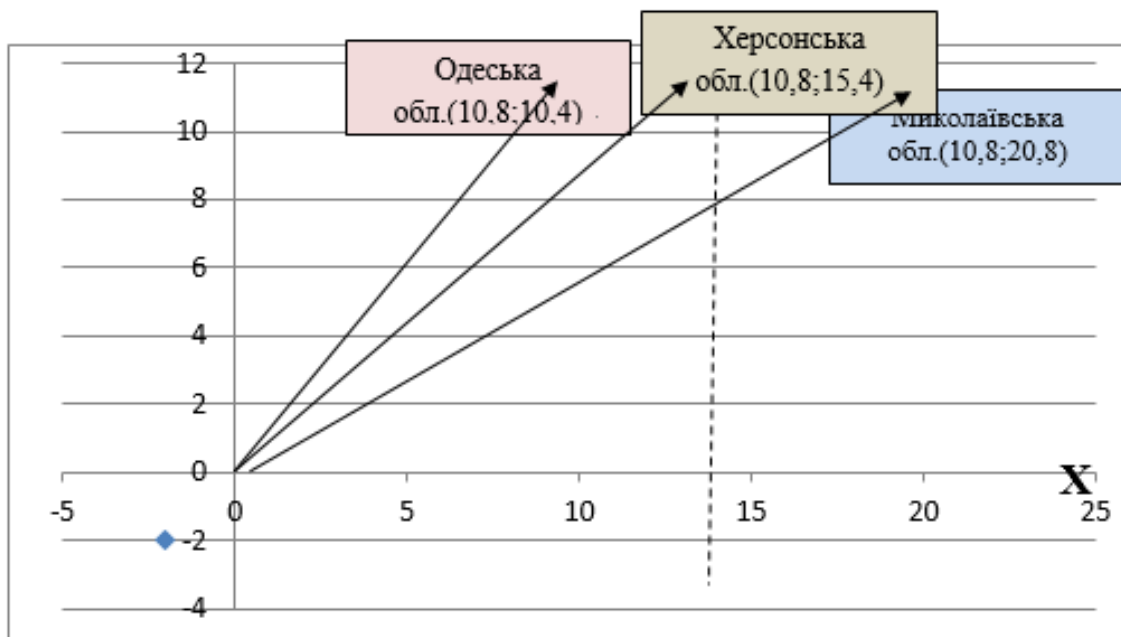 Одеська
обл.(10,8;10,4)
Херсонська
обл.(10,8;15,4)
Миколаївська
обл.(10,8;20,8)
12
10
8
6
4
2
0
-2
-4
-5
0
5
10
15
20
25
X